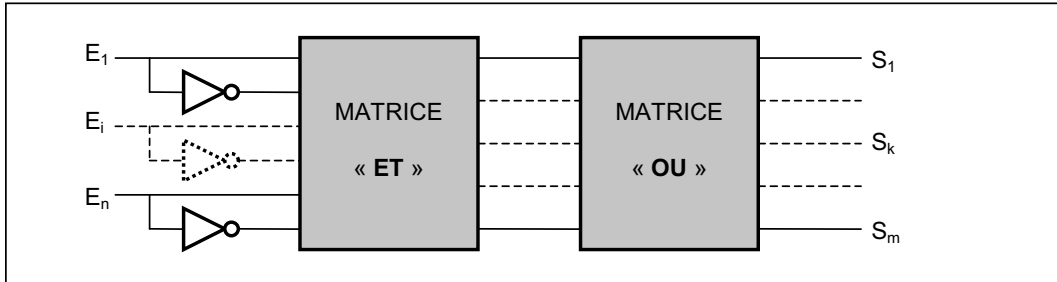 E1
S1
MATRICE
MATRICE
Ei
Sk
« ET »
« OU »
En
Sm